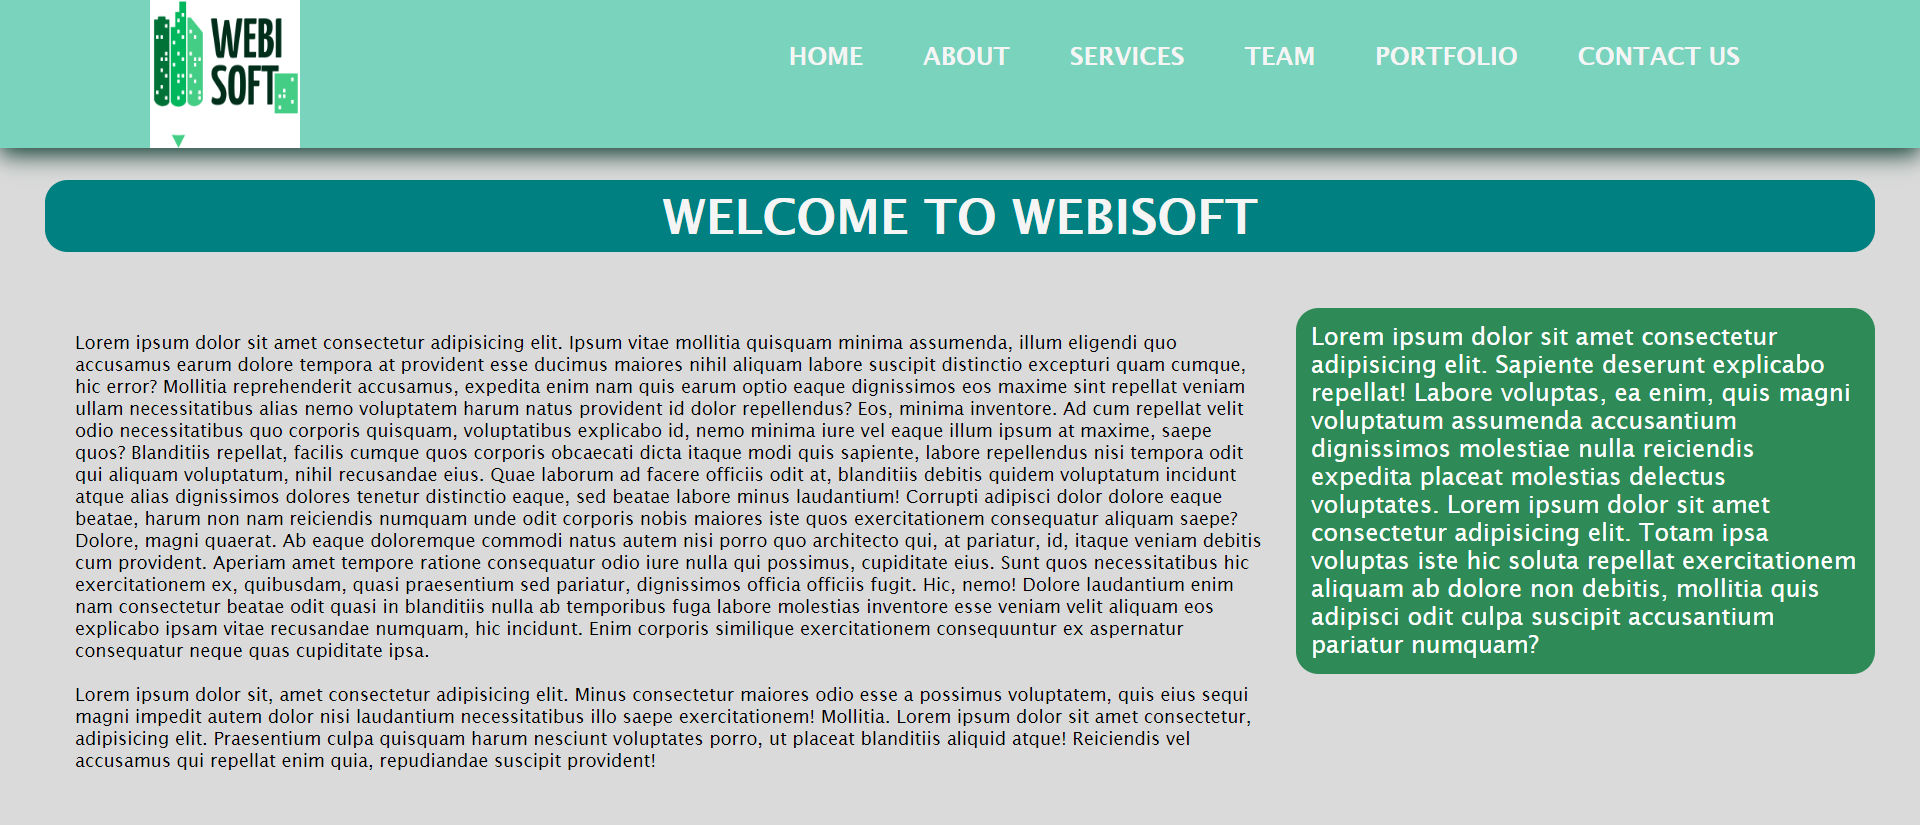 WEBI
SOFT
HOME ABOUT SERVICES TEAM PORTFOLIO CONTACT US
WELCOME TO WEBISOFT
Lorem ipsum dolor sit amet consectetur adipisicing elit. Ipsum vitae mollitia quisquam minima assumenda, illum eligendi quo
accusamus earum dolore tempora at provident esse ducimus maiores nihil aliquam labore suscipit distinctio excepturi quam cumque,
hic error? Mollitia reprehenderit accusamus, expedita enim nam quis earum optio eaque dignissimos eos maxime sint repellat veniam
ullam necessitatibus alias nemo voluptatem harum natus provident id dolor repellendus? Eos, minima inventore. Ad cum repellat velit
odio necessitatibus quo corporis quisquam, voluptatibus explicabo id, nemo minima iure vel eaque illum ipsum at maxime, saepe
quos? Blanditiis repellat, facilis cumque quos corporis obcaecati dicta itaque modi quis sapiente, labore repellendus nisi tempora odit
qui aliquam voluptatum, nihil recusandae eius. Quae laborum ad facere officiis odit at, blanditiis debitis quidem voluptatum incidunt
atque alias dignissimos dolores tenetur distinctio eaque, sed beatae labore minus laudantium! Corrupti adipisci dolor dolore eaque
beatae, harum non nam reiciendis numquam unde odit corporis nobis maiores iste quos exercitationem consequatur aliquam saepe?
Dolore, magni quaerat. Ab eaque doloremque commodi natus autem nisi porro quo architecto qui, at pariatur, id, itaque veniam debitis
cum provident. Aperiam amet tempore ratione consequatur odio iure nulla qui possimus, cupiditate eius. Sunt quos necessitatibus hic
exercitationem ex, quibusdam, quasi praesentium sed pariatur, dignissimos officia officiis fugit. Hic, nemo! Dolore laudantium enim
nam consectetur beatae odit quasi in blanditiis nulla ab temporibus fuga labore molestias inventore esse veniam velit aliquam eos
explicabo ipsam vitae recusandae numquam, hic incidunt. Enim corporis similique exercitationem consequuntur ex aspernatur
consequatur neque quas cupiditate ipsa.
Lorem ipsum dolor sit, amet consectetur adipisicing elit. Minus consectetur maiores odio esse a possimus voluptatem, quis eius sequi
magni impedit autem dolor nisi laudantium necessitatibus illo saepe exercitationem! Mollitia. Lorem ipsum dolor sit amet consectetur,
adipisicing elit. Praesentium culpa quisquam harum nesciunt voluptates porro, ut placeat blanditiis aliquid atque! Reiciendis vel
accusamus qui repellat enim quia, repudiandae suscipit provident!
Lorem ipsum dolor sit amet consectetur
adipisicing elit. Sapiente deserunt explicabo
repellat! Labore voluptas, ea enim, quis magni
voluptatum assumenda accusantium
dignissimos molestiae nulla reiciendis
expedita placeat molestias delectus
voluptates. Lorem ipsum dolor sit amet
consectetur adipisicing elit. Totam ipsa
voluptas iste hic soluta repellat exercitationem
aliquam ab dolore non debitis, mollitia quis
adipisci odit culpa suscipit accusantium
pariatur numquam?